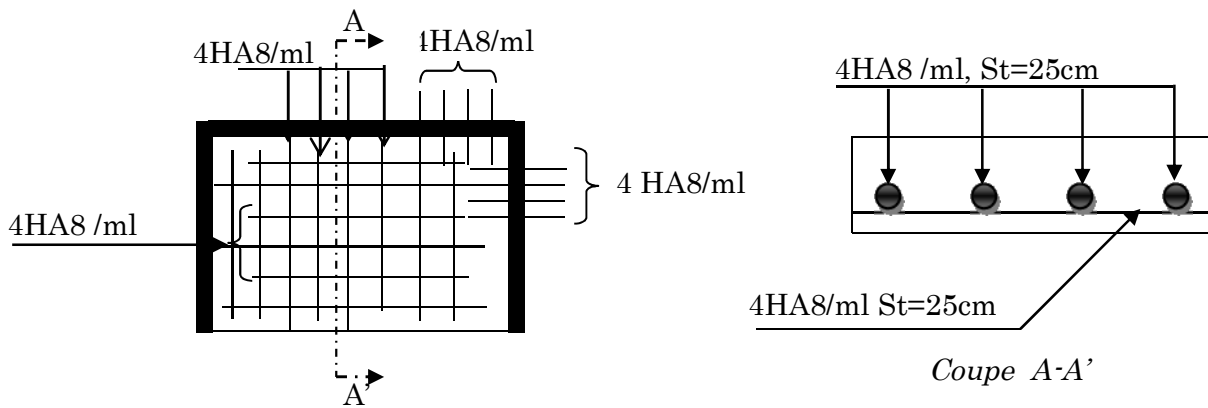 A
4HA8/ml
4HA8/ml
4 HA8/ml
4HA8 /ml
A'
4HA8 /ml, St=25cm
4HA8/ml St=25cm
Coupe A-A'